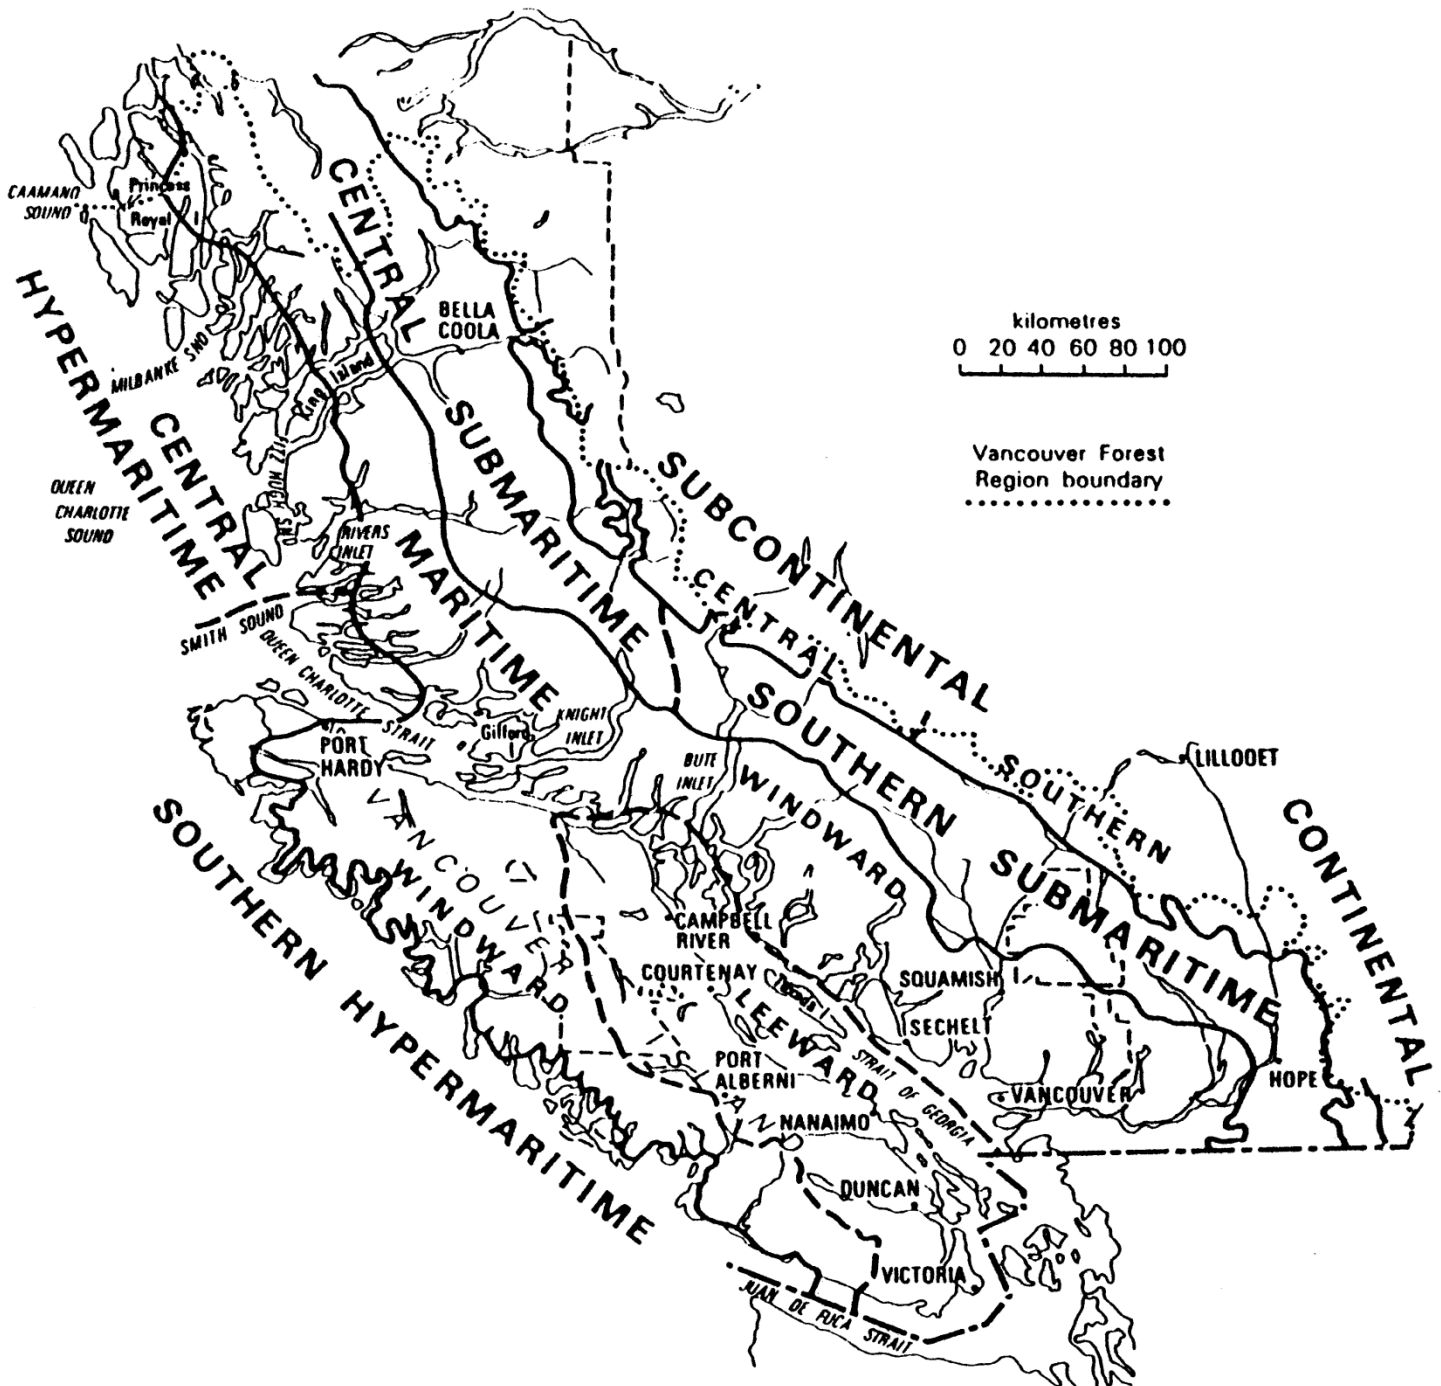 CAAMANO
SOUND
Princess
Royal
I
CENTRAL
HYPERMARITIME
CENTRAL
MILBANKE SND
BELLA
COOLA
King Island
FITZ HUGH SND
QUEEN
CHARLOTTE
SOUND
RIVERS
INLET
SMITH SOUND
QUEEN CHARLOTTE STRAIT
MARITIME
SUBMARITIME
SUBCONTINENTAL
CENTRAL
SOUTHERN
kilometres
0 20 40 60 80 100
Vancouver Forest
Region boundary
PORT
HARDY
Gilford
I
KNIGHT
INLET
BUTE
INLET
WINDWARD
SOUTHERN
SUBMARITIME
LILLOOET
CONTINENTAL
VANCOUVER
WINDWARD
SOUTHERN HYPERMARITIME
CAMPBELL
RIVER
COURTENAY
Texada I
LEEWARD
SQUAMISH
SECHELT
STRAIT OF GEORGIA
PORT
ALBERNI
VANCOUVER
HOPE
NANAIMO
DUNCAN
VICTORIA
JUAN DE FUCA STRAIT